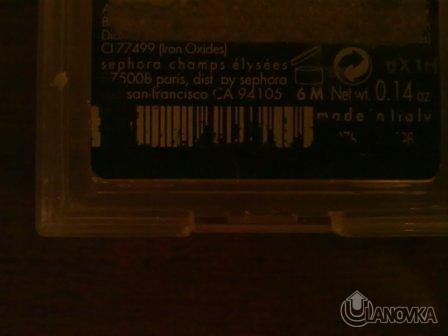 CI 77499 (Iron Oxides)
sephora champs élysées
75008 paris, dist. by sephora
san-francisco CA 94105
6 M Net wt. 0.14 oz
made in Italy
ULANOVKA